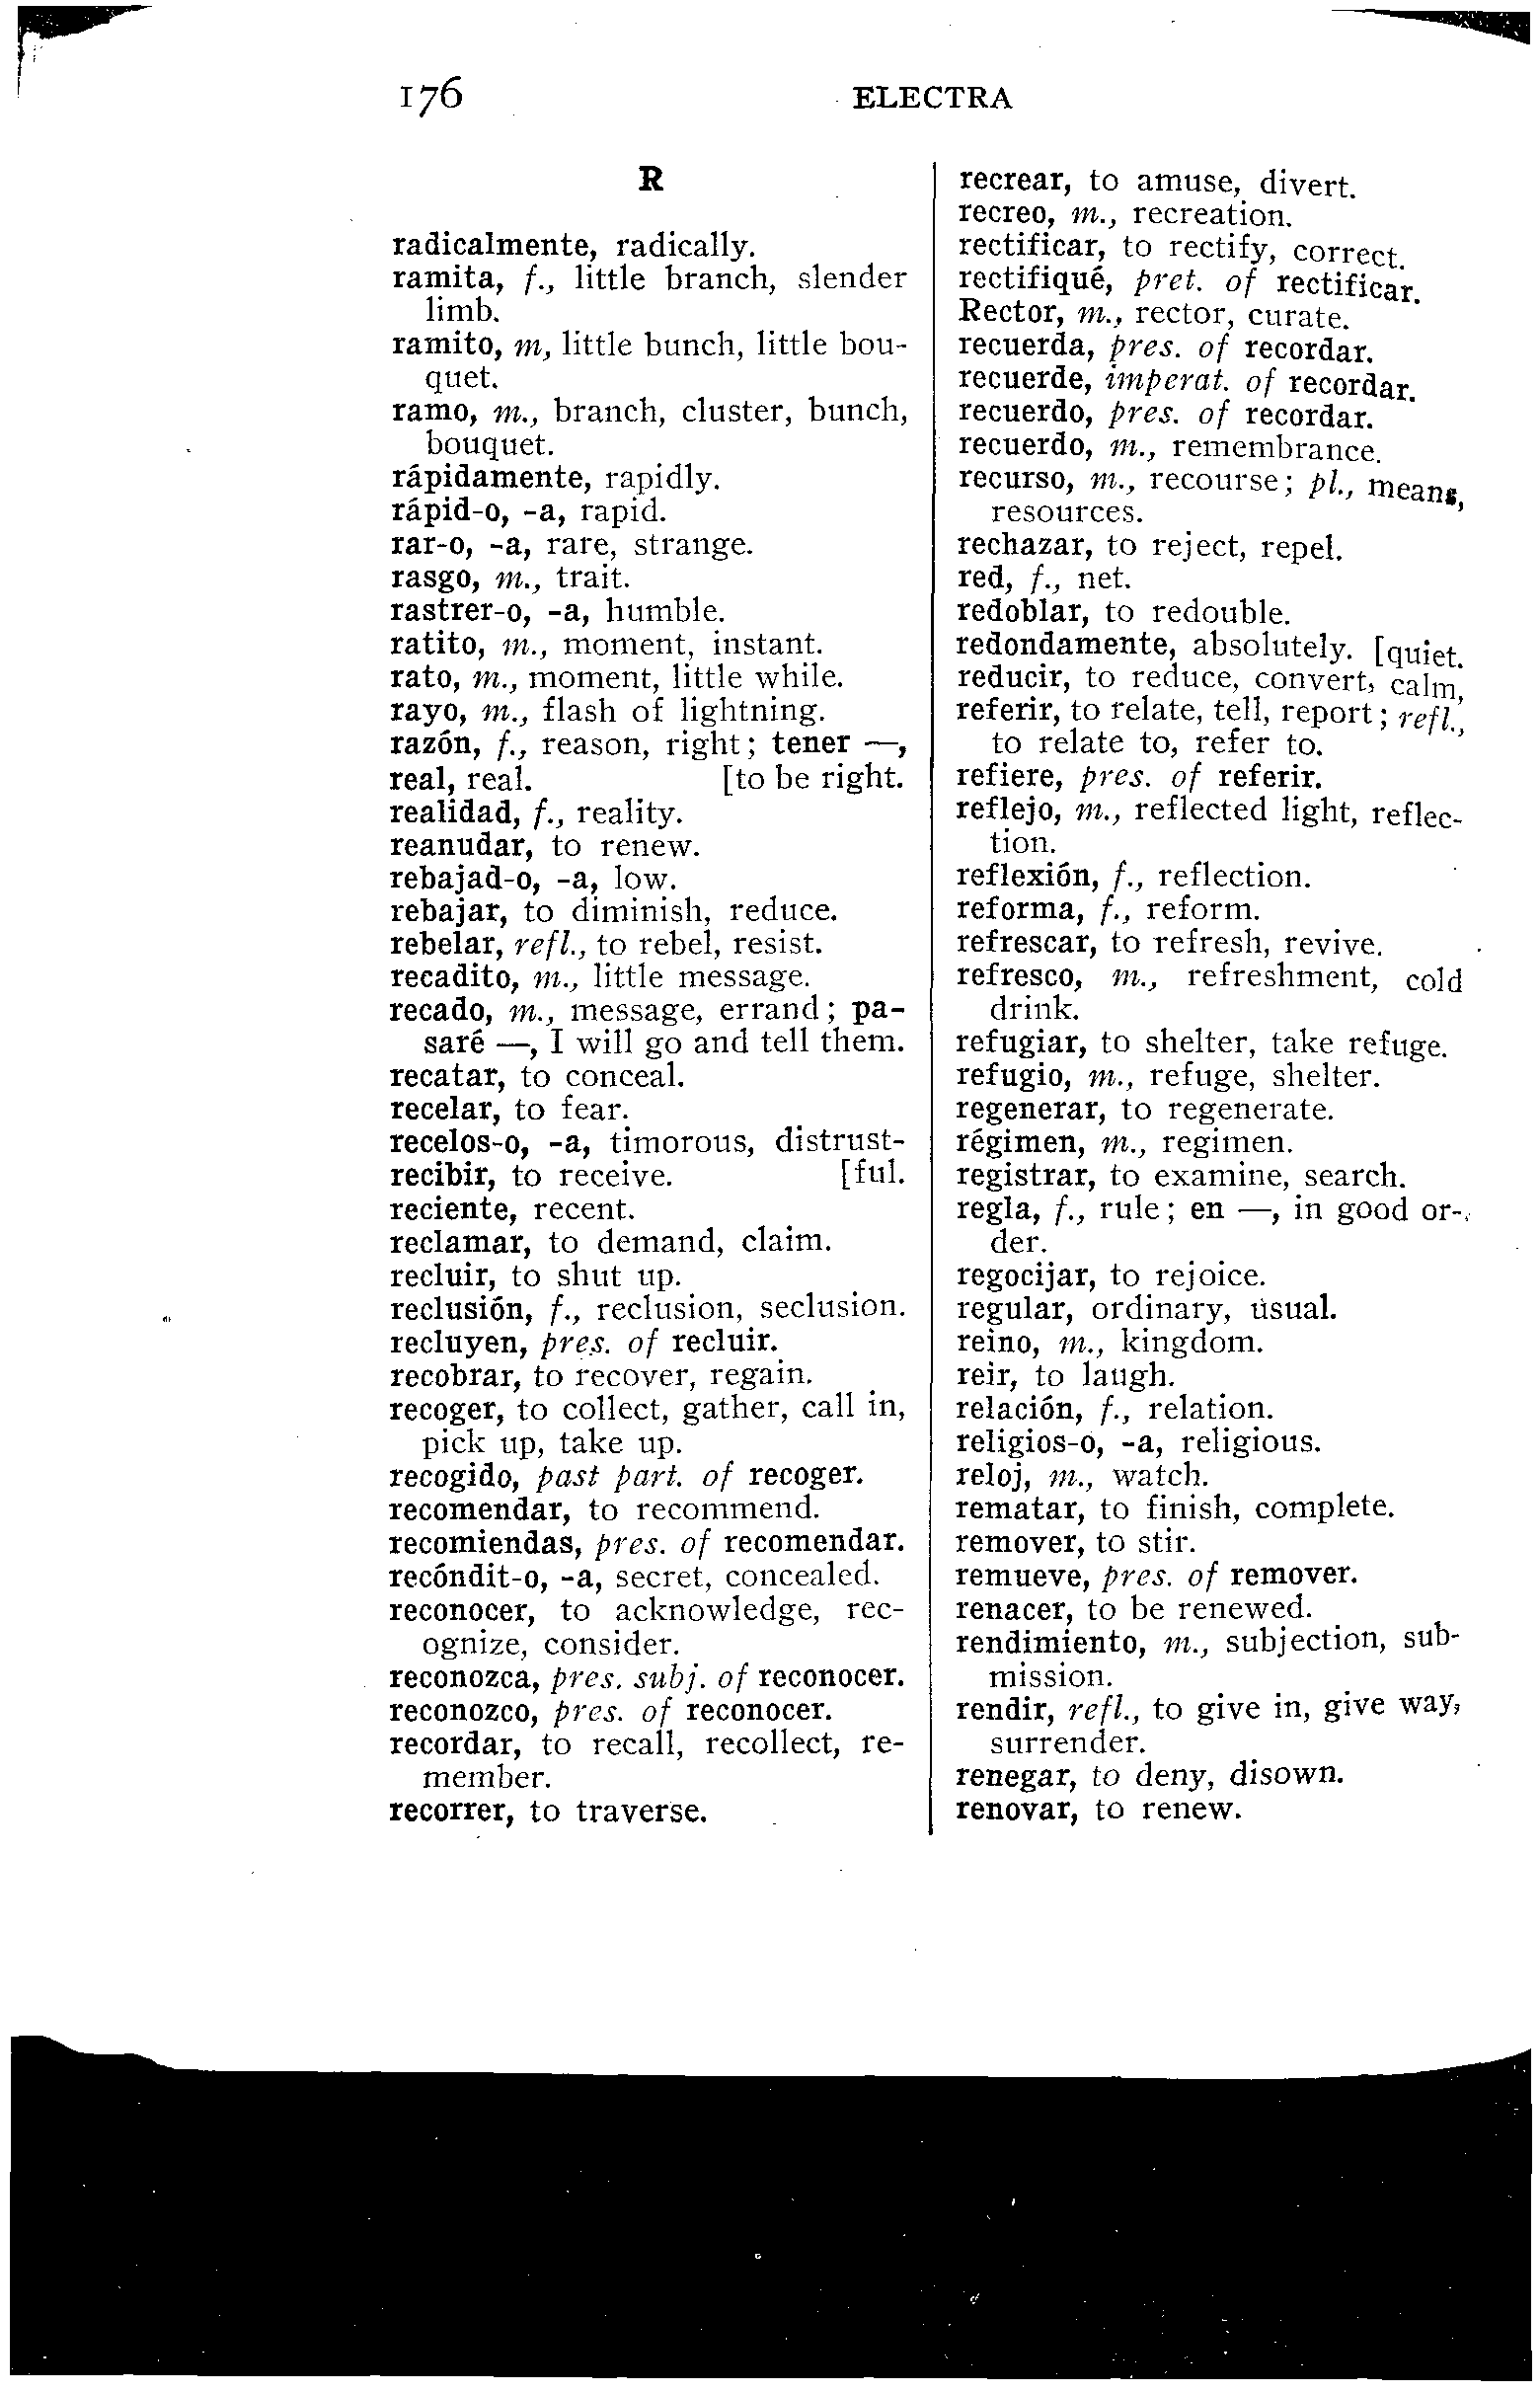 176
ELECTRA
R
radicalmente, radically.
ramita, f., little branch, slender
limb.
ramito, m, little bunch, little bou-
quet.
ramo, m., branch, cluster, bunch,
bouquet.
rápidamente, rapidly.
rápid-o, -a, rapid.
rar-o, -a, rare, strange.
rasgo, m., trait.
rastrer-o, -a, humble.
ratito, m., moment, instant.
rato, m., moment, little while.
rayo, m., flash of lightning.
razón, f., reason, right; tener —,
real, real. [to be right.
realidad, f., reality.
reanudar, to renew.
rebajad-o, -a, low.
rebajar, to diminish, reduce.
rebelar, refl., to rebel, resist.
recadito, m., little message.
recado, m., message, errand; pa-
saré —, I will go and tell them.
recatar, to conceal.
recelar, to fear.
recelos-o, -a, timorous, distrust-
recibir, to receive. [ful.
reciente, recent.
reclamar, to demand, claim.
recluir, to shut up.
reclusión, f., reclusion, seclusion.
recluyen, pres. of recluir.
recobrar, to recover, regain.
recoger, to collect, gather, call in,
pick up, take up.
recogido, past part. of recoger.
recomendar, to recommend.
recomiendas, pres. of recomendar.
recóndit-o, -a, secret, concealed.
reconocer, to acknowledge, rec-
ognize, consider.
reconozca, pres. subj. of reconocer.
reconozco, pres. of reconocer.
recordar, to recall, recollect, re-
member.
recorrer, to traverse.
recrear, to amuse, divert.
recreo, m., recreation.
rectificar, to rectify, correct.
rectifiqué, pret. of rectificar.
Rector, m., rector, curate.
recuerda, pres. of recordar.
recuerde, imperat. of recordar.
recuerdo, pres. of recordar.
recuerdo, m., remembrance.
recurso, m., recourse; pl., means,
resources.
rechazar, to reject, repel.
red, f., net.
redoblar, to redouble.
redondamente, absolutely. [quiet.
reducir, to reduce, convert, calm,
referir, to relate, tell, report; refl.,
to relate to, refer to.
refiere, pres. of referir.
reflejo, m., reflected light, reflec-
tion.
reflexión, f., reflection.
reforma, f., reform.
refrescar, to refresh, revive.
refresco, m., refreshment, cold
drink.
refugiar, to shelter, take refuge.
refugio, m., refuge, shelter.
regenerar, to regenerate.
régimen, m., regimen.
registrar, to examine, search.
regla, f., rule; en —, in good or-
der.
regocijar, to rejoice.
regular, ordinary, usual.
reino, m., kingdom.
reir, to laugh.
relación, f., relation.
religios-o, -a, religious.
reloj, m., watch.
rematar, to finish, complete.
remover, to stir.
remueve, pres. of remover.
renacer, to be renewed.
rendimiento, m., subjection, sub-
mission.
rendir, refl., to give in, give way,
surrender.
renegar, to deny, disown.
renovar, to renew.